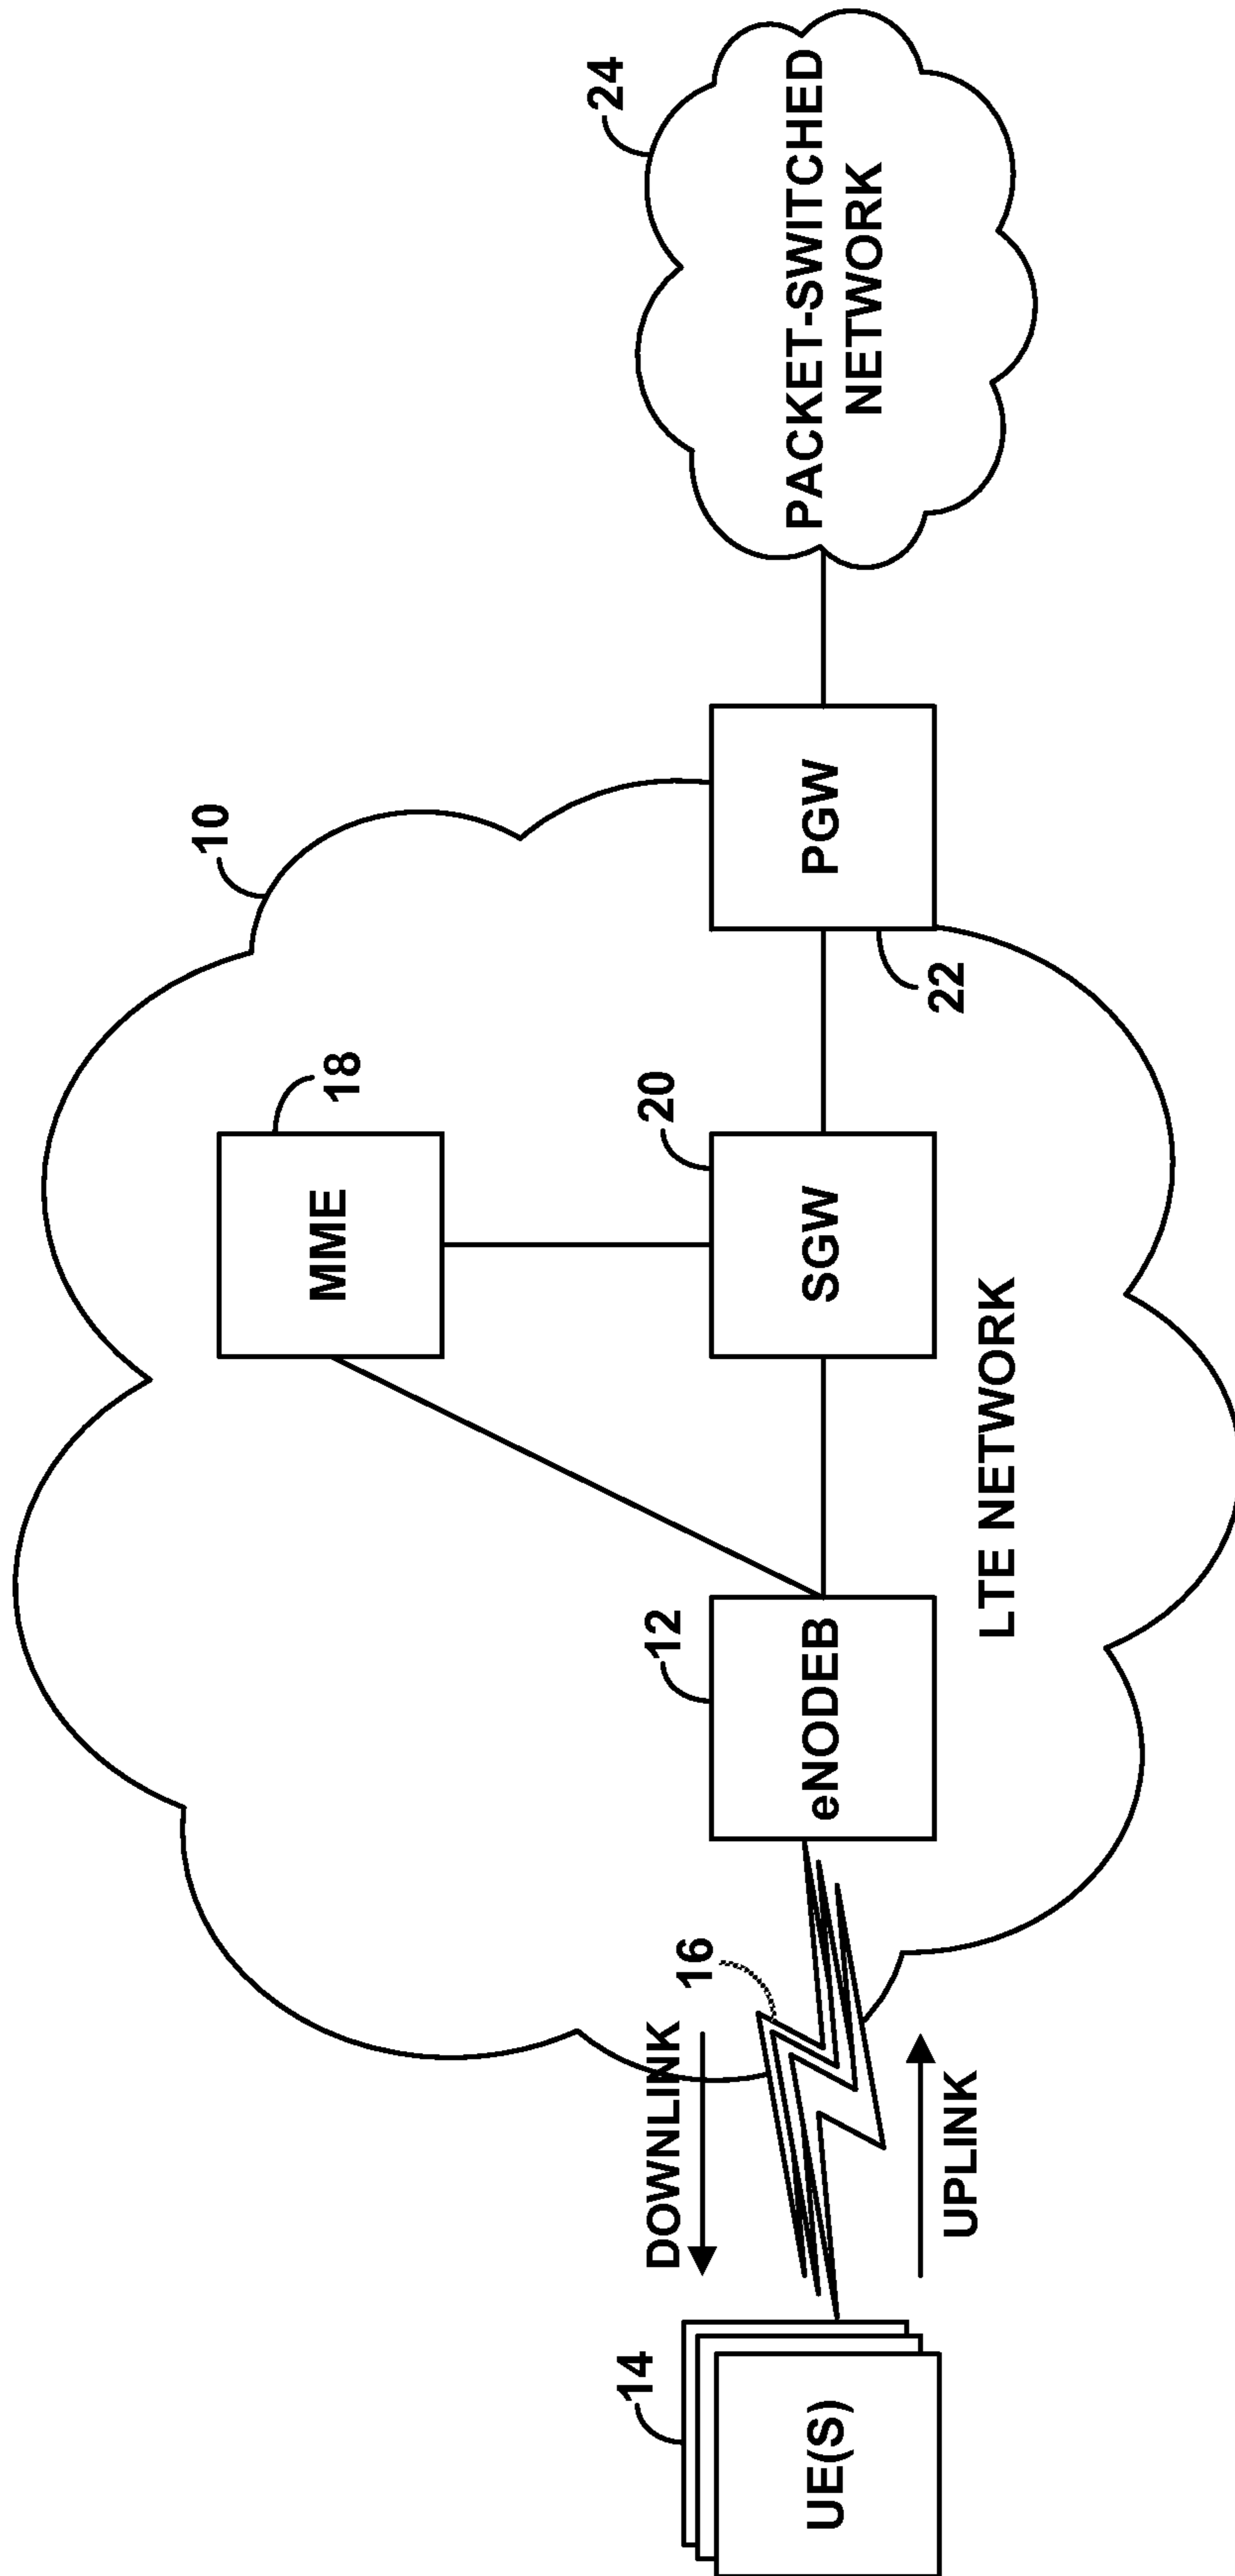 10
MME
18
24
PACKET-SWITCHED
NETWORK
DOWNLINK
16
14
UE(S)
UPLINK
12
eNODEB
20
SGW
PGW
22
LTE NETWORK